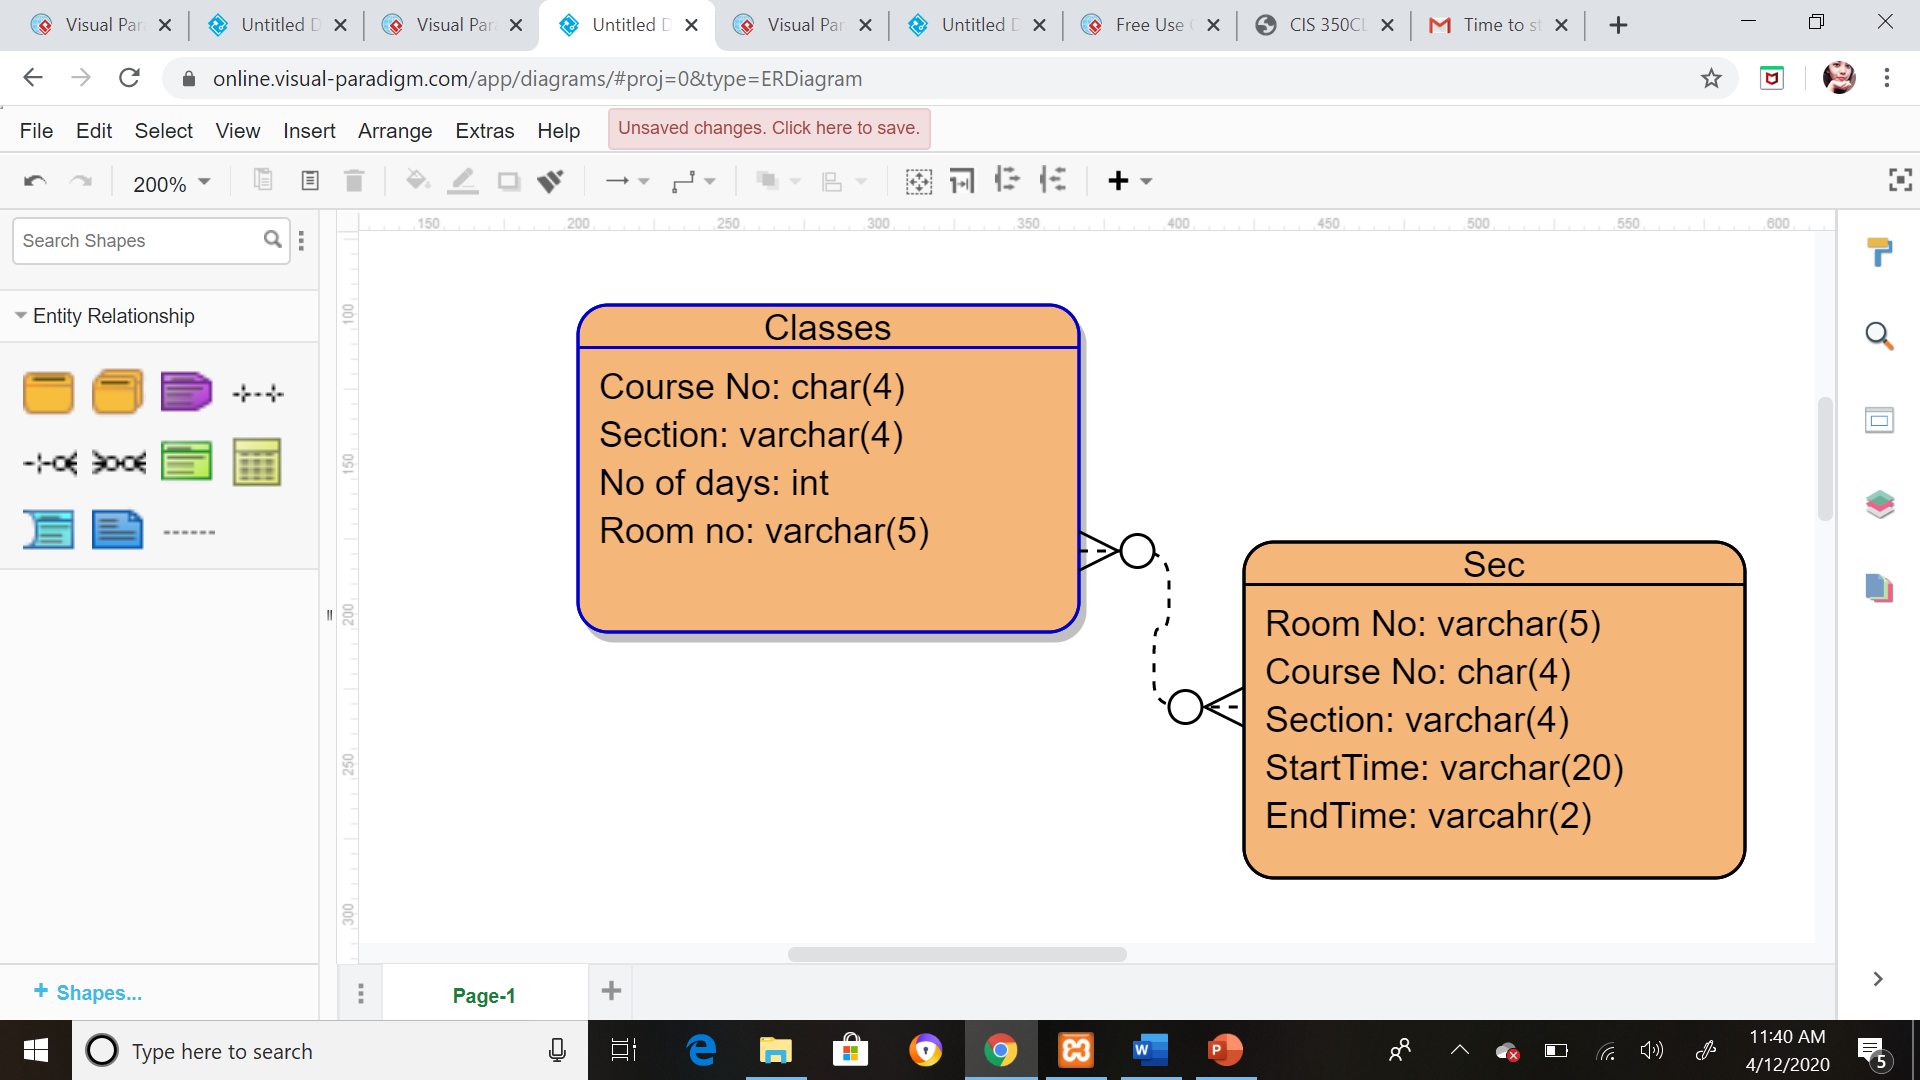 Visual Par
Untitled D
Visual Par
Untitled D
Visual Par
Untitled D
Free Use
CIS 350CL
Time to st
online.visual-paradigm.com/app/diagrams/#proj=0&type=ERDiagram
File Edit Select View Insert Arrange Extras Help
Unsaved changes. Click here to save.
200%
Search Shapes
150 200 250 300 350 400 450 500 550 600
Entity Relationship
100
150
200
250
300
Classes
Course No: char(4)
Section: varchar(4)
No of days: int
Room no: varchar(5)
Sec
Room No: varchar(5)
Course No: char(4)
Section: varchar(4)
StartTime: varchar(20)
EndTime: varcahr(2)
+ Shapes...
Page-1
Type here to search
11:40 AM
4/12/2020
5